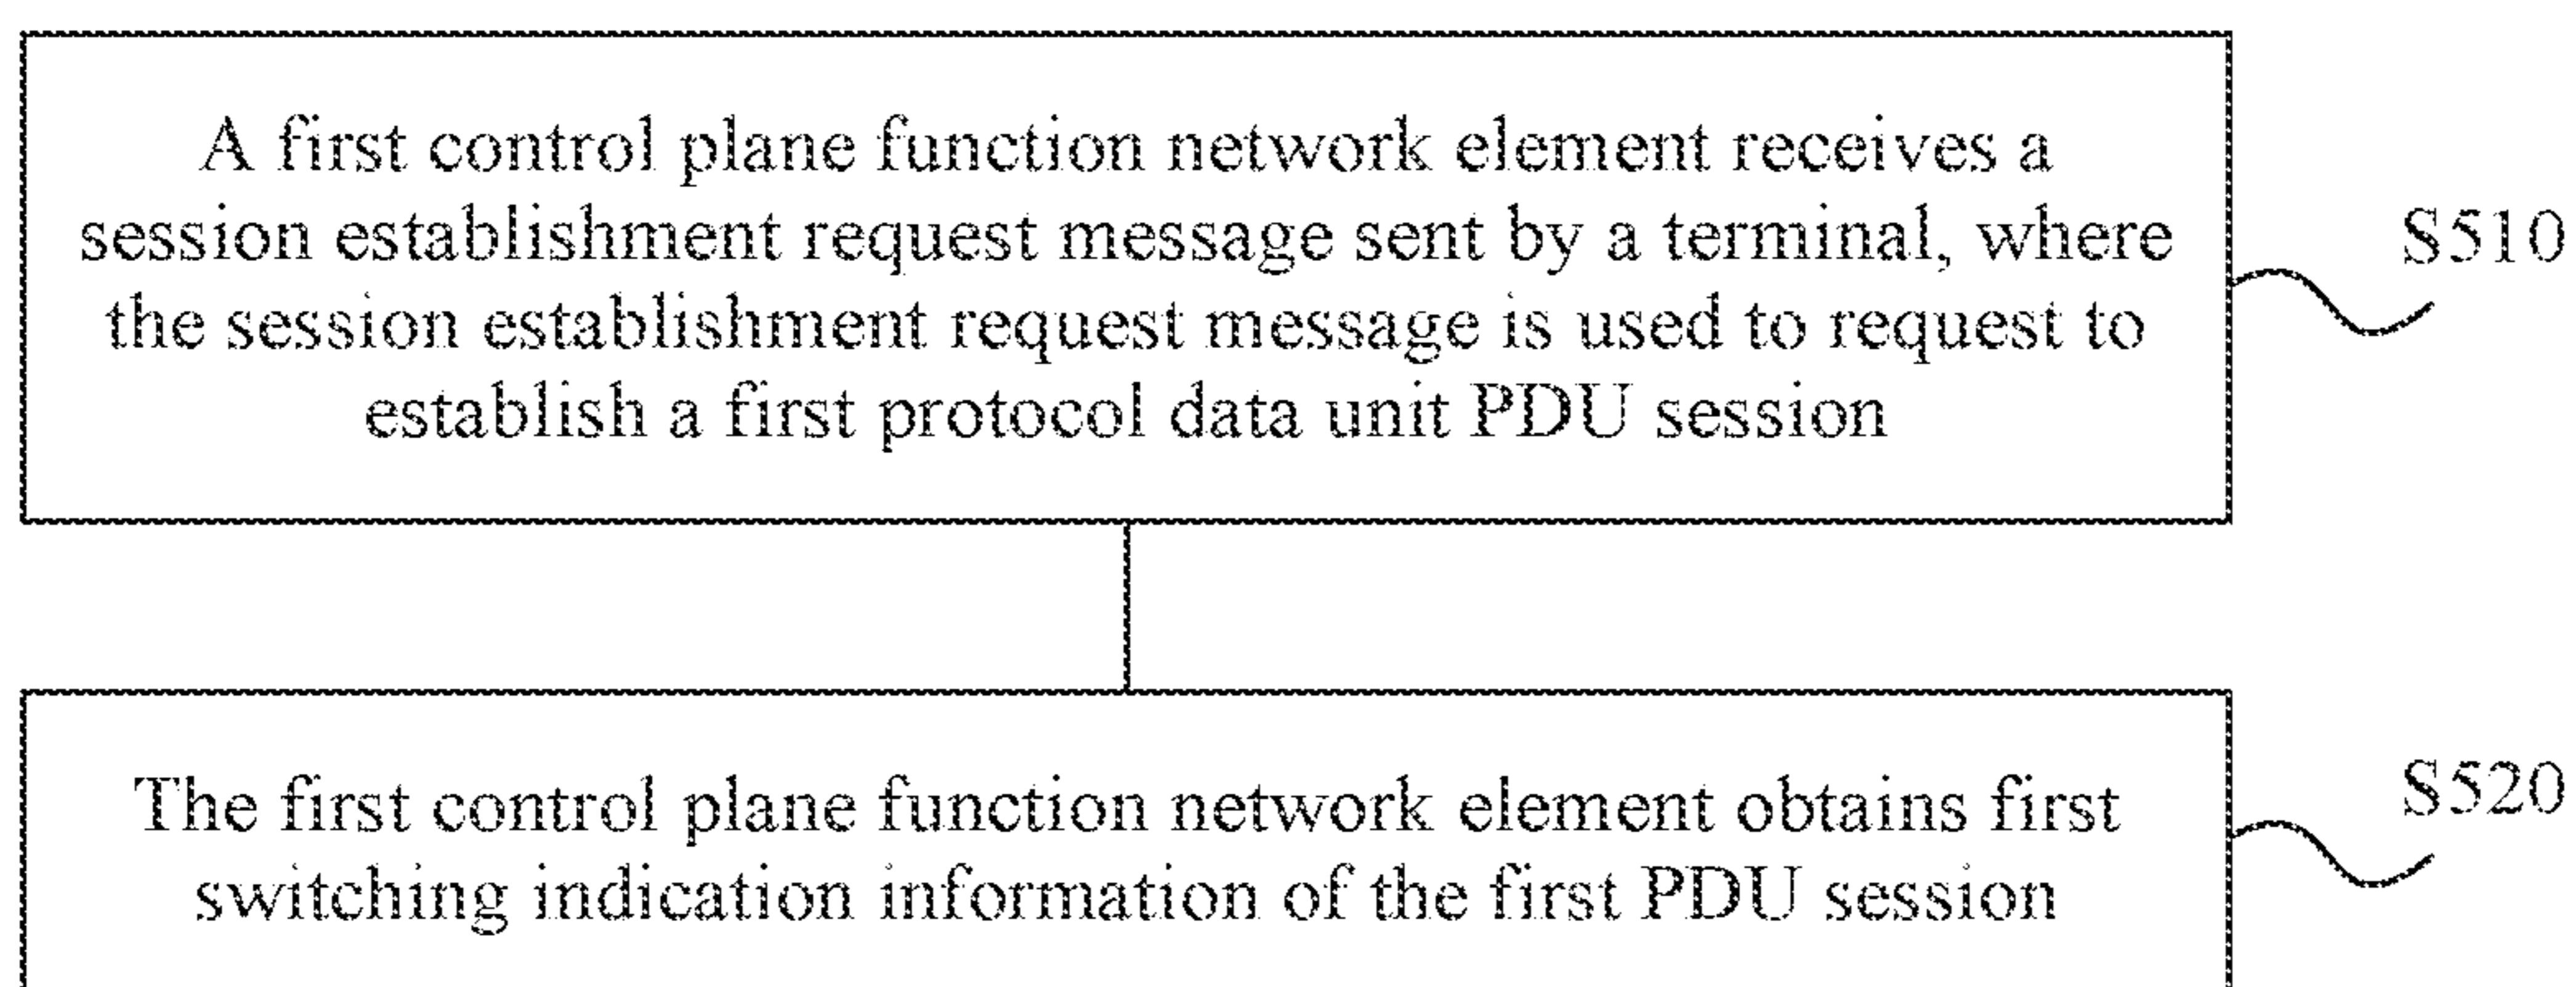 A first control plane function network element receives a
session establishment request message sent by a terminal, where
the session establishment request message is used to request to
establish a first protocol data unit PDU session
S510
The first control plane function network element obtains first
switching indication information of the first PDU session
S520